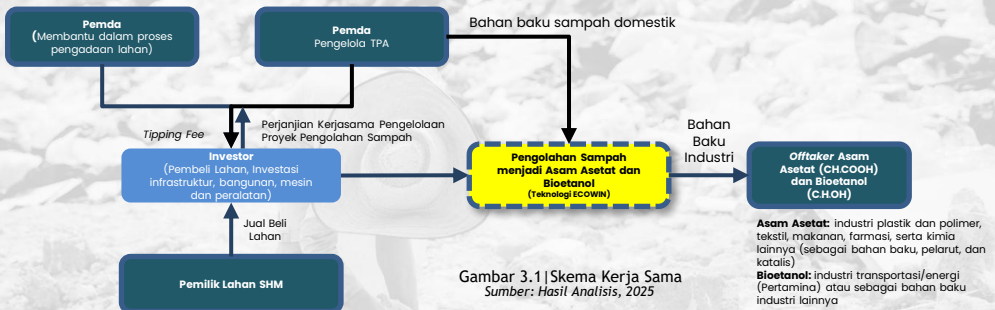 Pemda
(Membantu dalam proses
pengadaan lahan)
Pemda
Pengelola TPA
Bahan baku sampah domestik
Tipping Fee
Perjanjian Kerjasama Pengelolaan
Proyek Pengolahan Sampah
Investor
(Pembeli Lahan, Investasi
infrastruktur, bangunan, mesin
dan peralatan)
Pengolahan Sampah
menjadi Asam Asetat dan
Bioetanol
(Teknologi ECOWIN)
Bahan
Baku
Industri
Offtaker Asam
Asetat (CH.COOH)
dan Bioetanol
(C.H.OH)
Jual Beli
Lahan
Pemilik Lahan SHM
Asam Asetat: industri plastik dan polimer,
tekstil, makanan, farmasi, serta kimia
lainnya (sebagai bahan baku, pelarut, dan
katalis)
Bioetanol: industri transportasi/energi
(Pertamina) atau sebagai bahan baku
industri lainnya
Gambar 3.1|Skema Kerja Sama
Sumber: Hasil Analisis, 2025